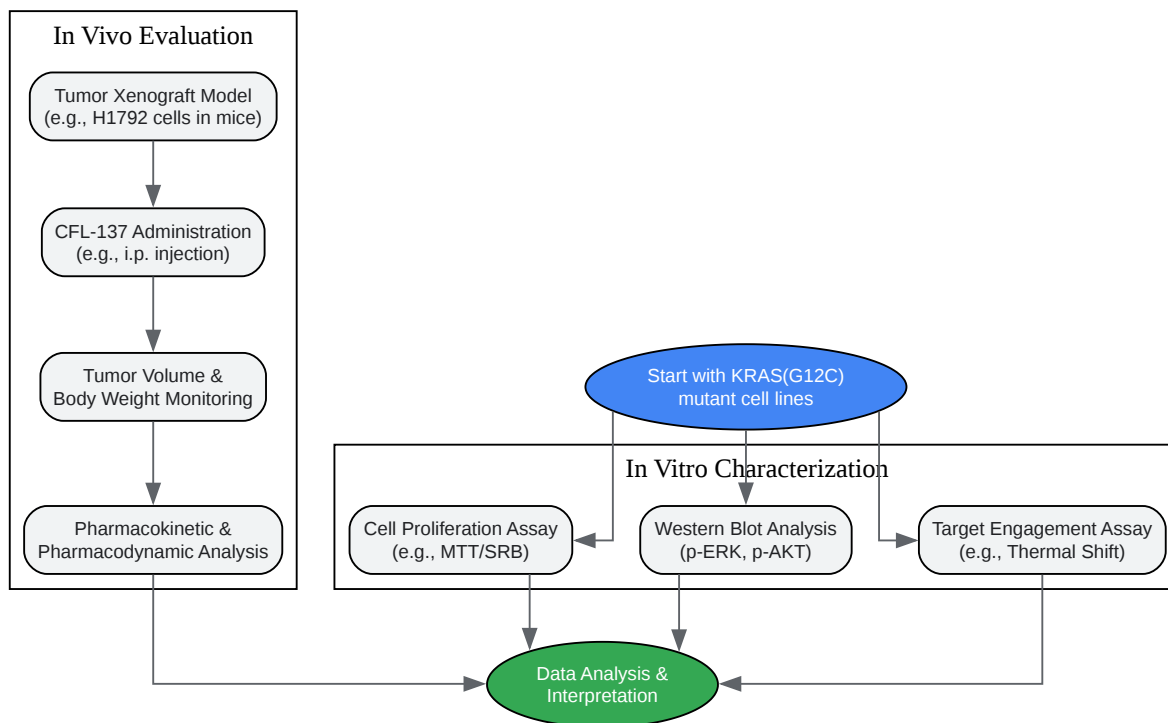 In Vivo Evaluation
Tumor Xenograft Model
(e.g., H1792 cells in mice)
CFL-137 Administration
(e.g., i.p. injection)
Tumor Volume &
Body Weight Monitoring
Pharmacokinetic &
Pharmacodynamic Analysis
Start with KRAS(G12C)
mutant cell lines
In Vitro Characterization
Cell Proliferation Assay
(e.g., MTT/SRB)
Western Blot Analysis
(p-ERK, p-AKT)
Target Engagement Assay
(e.g., Thermal Shift)
Data Analysis &
Interpretation